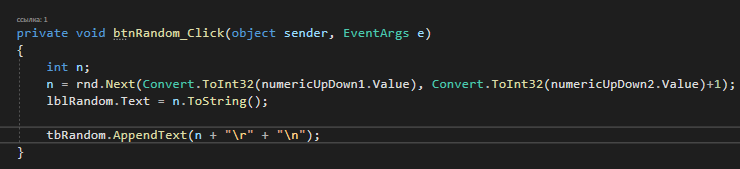 ссылка: 1
private void btnRandom_Click(object sender, EventArgs e)
{
int n;
n = rnd.Next(Convert.ToInt32(numericUpDown1.Value), Convert.ToInt32(numericUpDown2.Value)+1);
lblRandom.Text = n.ToString();
tbRandom.AppendText(n + "\r" + "\n");
}